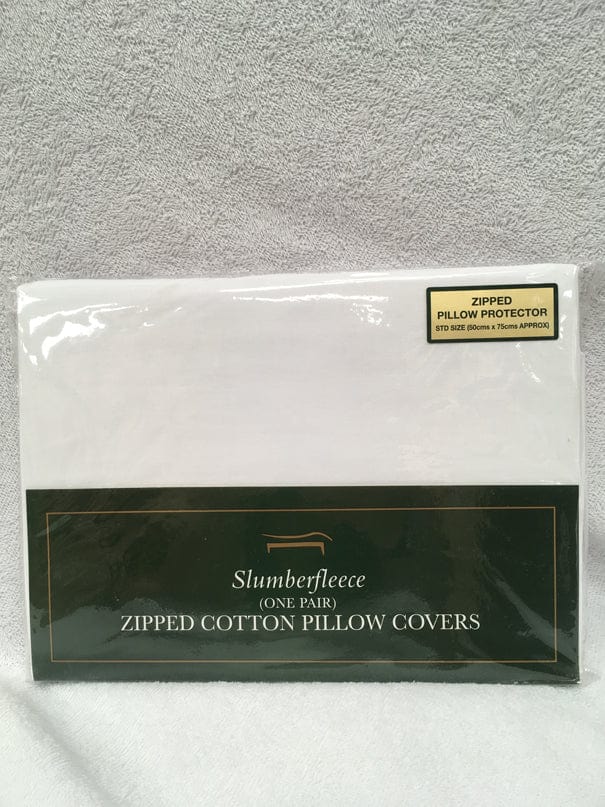 ZIPPED
PILLOW PROTECTOR
STD SIZE (50cms x 75cms APPROX)
Slumberfleece
(ONE PAIR)
ZIPPED COTTON PILLOW COVERS